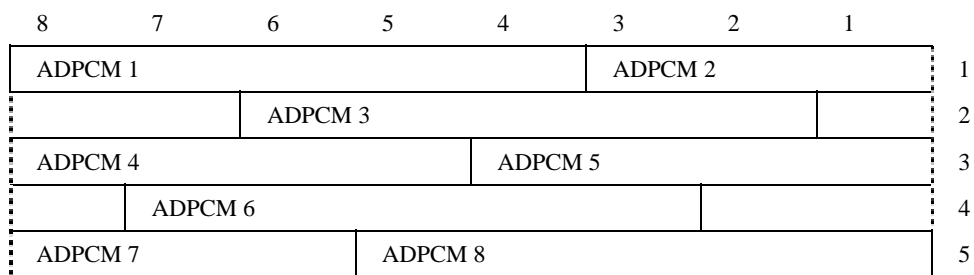 8 7 6 5 4 3 2 1
ADPCM 1 ADPCM 2 1
ADPCM 3 2
ADPCM 4 ADPCM 5 3
ADPCM 6 4
ADPCM 7 ADPCM 8 5